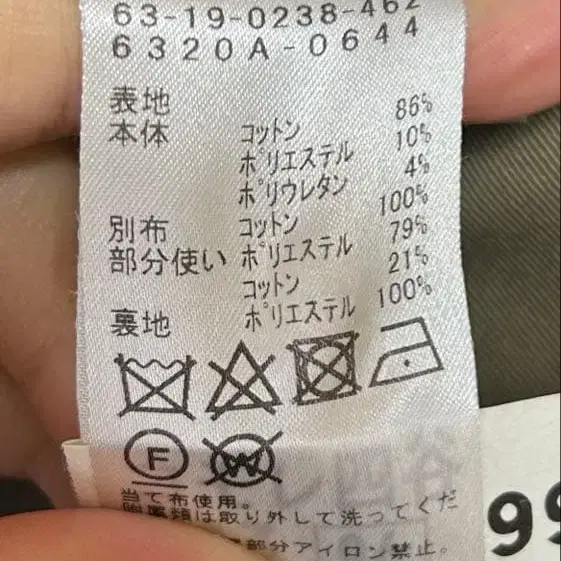 63-19-0238-462
6320A-0644
表地
本体 コットン 86%
ポリエステル 10%
ポリウレタン 4%
別布 コットン 100%
部分使い ポリエステル 79%
コットン 21%
裏地 ポリエステル 100%
F W
当て布使用。
附属類は取り外して洗ってくだ
部分アイロン禁止。
99